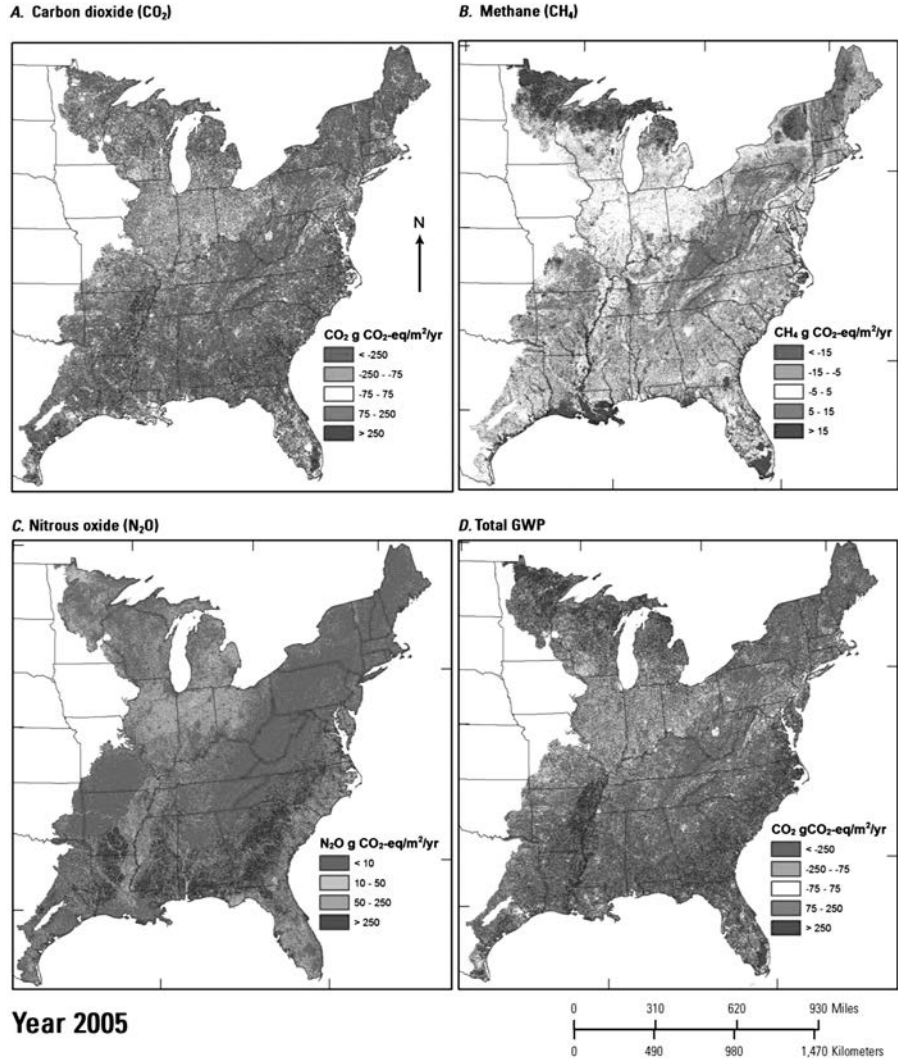 A. Carbon dioxide (CO₂)
B. Methane (CH₄)
N
CO₂ g CO₂-eq/m²/yr
< -250
-250 - -75
-75 - 75
75 - 250
> 250
CH₄ g CO₂-eq/m²/yr
< -15
-15 - -5
-5 - 5
5 - 15
> 15
C. Nitrous oxide (N₂O)
D. Total GWP
N₂O g CO₂-eq/m²/yr
< 10
10 - 50
50 - 250
> 250
CO₂ gCO₂-eq/m²/yr
< -250
-250 - -75
-75 - 75
75 - 250
> 250
Year 2005
0 310 620 930 Miles
0 490 980 1,470 Kilometers